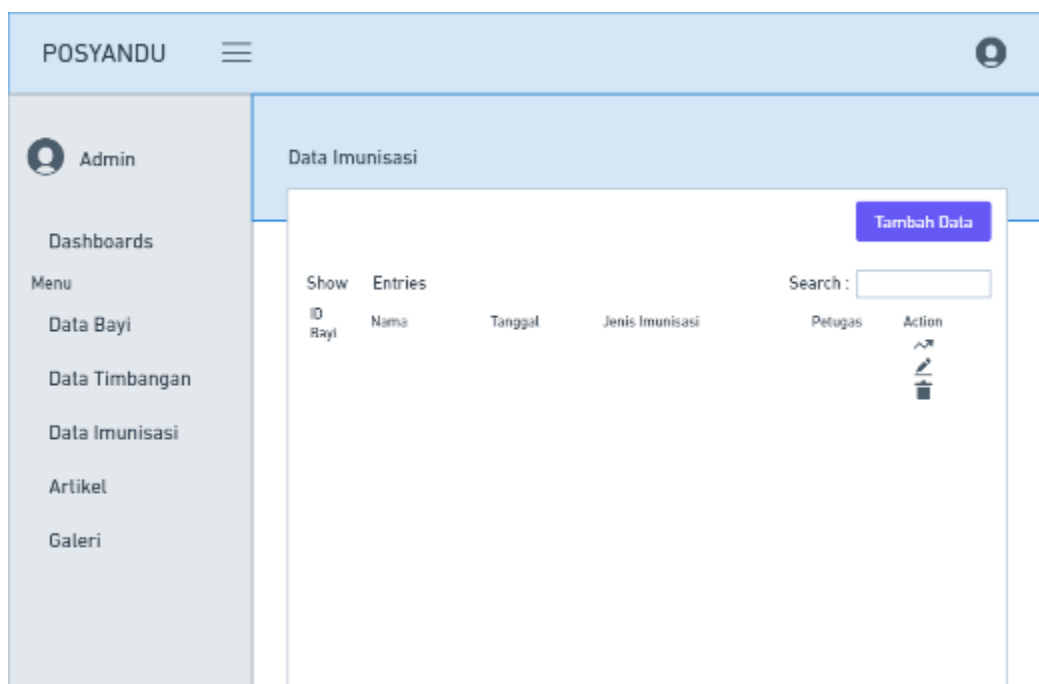 POSYANDU
Admin
Dashboards
Menu
Data Bayi
Data Timbangan
Data Imunisasi
Artikel
Galeri
Data Imunisasi
Tambah Data
Show Entries Search :
ID Bayi Nama Tanggal Jenis Imunisasi Petugas Action